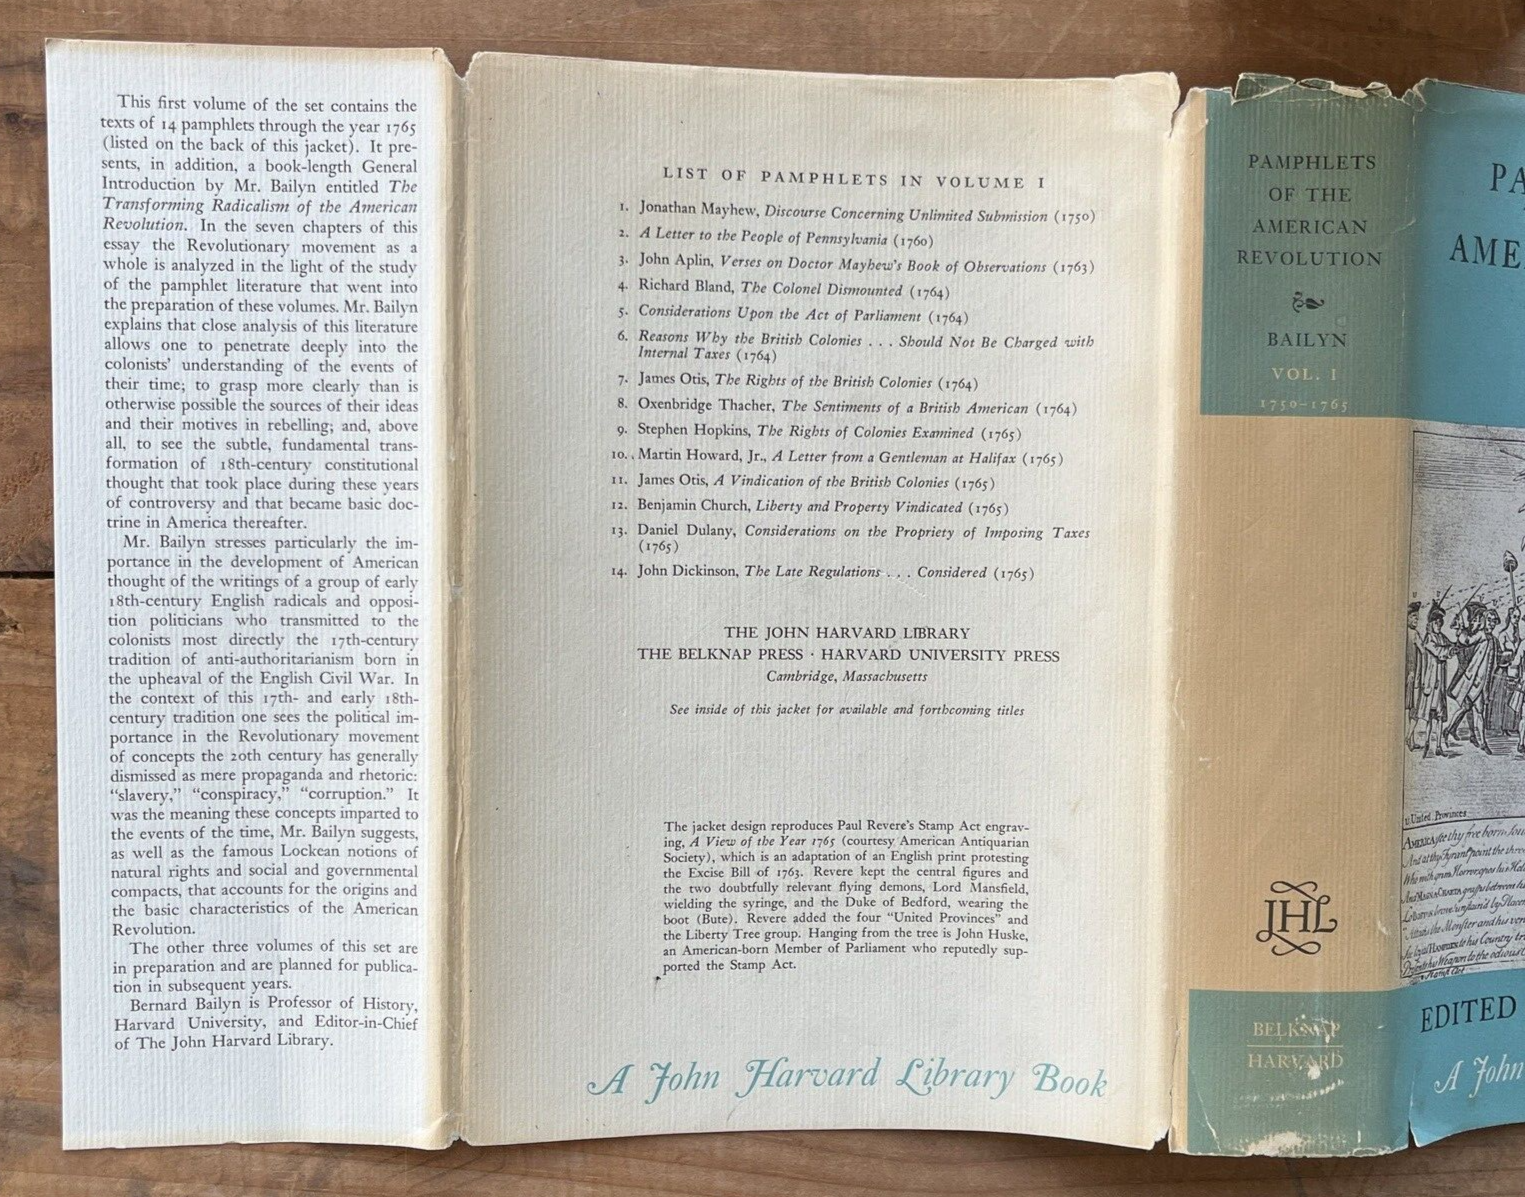 This first volume of the set contains the
texts of 14 pamphlets through the year 1765
(listed on the back of this jacket). It pre-
sents, in addition, a book-length General
Introduction by Mr. Bailyn entitled The
Transforming Radicalism of the American
Revolution. In the seven chapters of this
essay the Revolutionary movement as a
whole is analyzed in the light of the study
of the pamphlet literature that went into
the preparation of these volumes. Mr. Bailyn
explains that close analysis of this literature
allows one to penetrate deeply into the
colonists' understanding of the events of
their time; to grasp more clearly than is
otherwise possible the sources of their ideas
and their motives in rebelling; and, above
all, to see the subtle, fundamental trans-
formation of 18th-century constitutional
thought that took place during these years
of controversy and that became basic doc-
trine in America thereafter.
Mr. Bailyn stresses particularly the im-
portance in the development of American
thought of the writings of a group of early
18th-century English radicals and opposi-
tion politicians who transmitted to the
colonists most directly the 17th-century
tradition of anti-authoritarianism born in
the upheaval of the English Civil War. In
the context of this 17th- and early 18th-
century tradition one sees the political im-
portance in the Revolutionary movement
of concepts the 20th century has generally
dismissed as mere propaganda and rhetoric:
“slavery,” “conspiracy,” “corruption.” It
was the meaning these concepts imparted to
the events of the time, Mr. Bailyn suggests,
as well as the famous Lockean notions of
natural rights and social and governmental
compacts, that accounts for the origins and
the basic characteristics of the American
Revolution.
The other three volumes of this set are
in preparation and are planned for publica-
tion in subsequent years.
Bernard Bailyn is Professor of History,
Harvard University, and Editor-in-Chief
of The John Harvard Library.
LIST OF PAMPHLETS IN VOLUME I
1. Jonathan Mayhew, Discourse Concerning Unlimited Submission (1750)
2. A Letter to the People of Pennsylvania (1760)
3. John Aplin, Verses on Doctor Mayhew's Book of Observations (1763)
4. Richard Bland, The Colonel Dismounted (1764)
5. Considerations Upon the Act of Parliament (1764)
6. Reasons Why the British Colonies . . . Should Not Be Charged with
Internal Taxes (1764)
7. James Otis, The Rights of the British Colonies (1764)
8. Oxenbridge Thacher, The Sentiments of a British American (1764)
9. Stephen Hopkins, The Rights of Colonies Examined (1765)
10. Martin Howard, Jr., A Letter from a Gentleman at Halifax (1765)
11. James Otis, A Vindication of the British Colonies (1765)
12. Benjamin Church, Liberty and Property Vindicated (1765)
13. Daniel Dulany, Considerations on the Propriety of Imposing Taxes
(1765)
14. John Dickinson, The Late Regulations . . . Considered (1765)
THE JOHN HARVARD LIBRARY
THE BELKNAP PRESS · HARVARD UNIVERSITY PRESS
Cambridge, Massachusetts
See inside of this jacket for available and forthcoming titles
The jacket design reproduces Paul Revere's Stamp Act engrav-
ing, A View of the Year 1765 (courtesy American Antiquarian
Society), which is an adaptation of an English print protesting
the Excise Bill of 1763. Revere kept the central figures and
the two doubtfully relevant flying demons, Lord Mansfield,
wielding the syringe, and the Duke of Bedford, wearing the
boot (Bute). Revere added the four “United Provinces” and
the Liberty Tree group. Hanging from the tree is John Huske,
an American-born Member of Parliament who reputedly sup-
ported the Stamp Act.
A John Harvard Library Book
PAMPHLETS
OF THE
AMERICAN
REVOLUTION
BAILYN
VOL. I
1750-1765
JHL
BELKNAP
HARVARD
PA
AME
United Provinces
AMERICA see thy free born
EDITED
A John